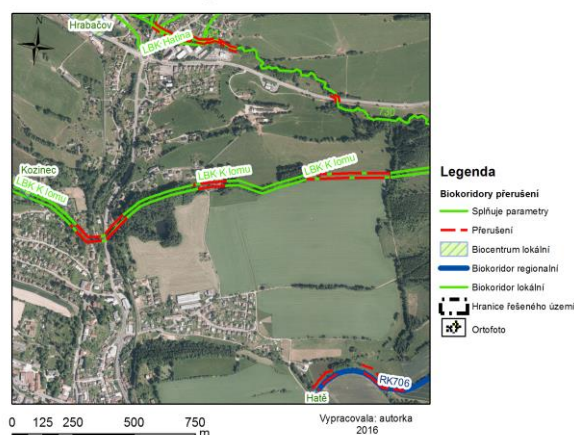 Hrabačov
LBK Hatina
LBK K lomu
LBK K lomu
Kozinec
LBK K lomu
RK706
Hatě
Legenda
Biokoridory přerušení
Splňuje parametry
Přerušení
Biocentrum lokální
Biokoridor regionalní
Biokoridor lokální
Hranice řešeného území
Ortofoto
0 125 250 500 750
m
Vypracovala: autorka
2016